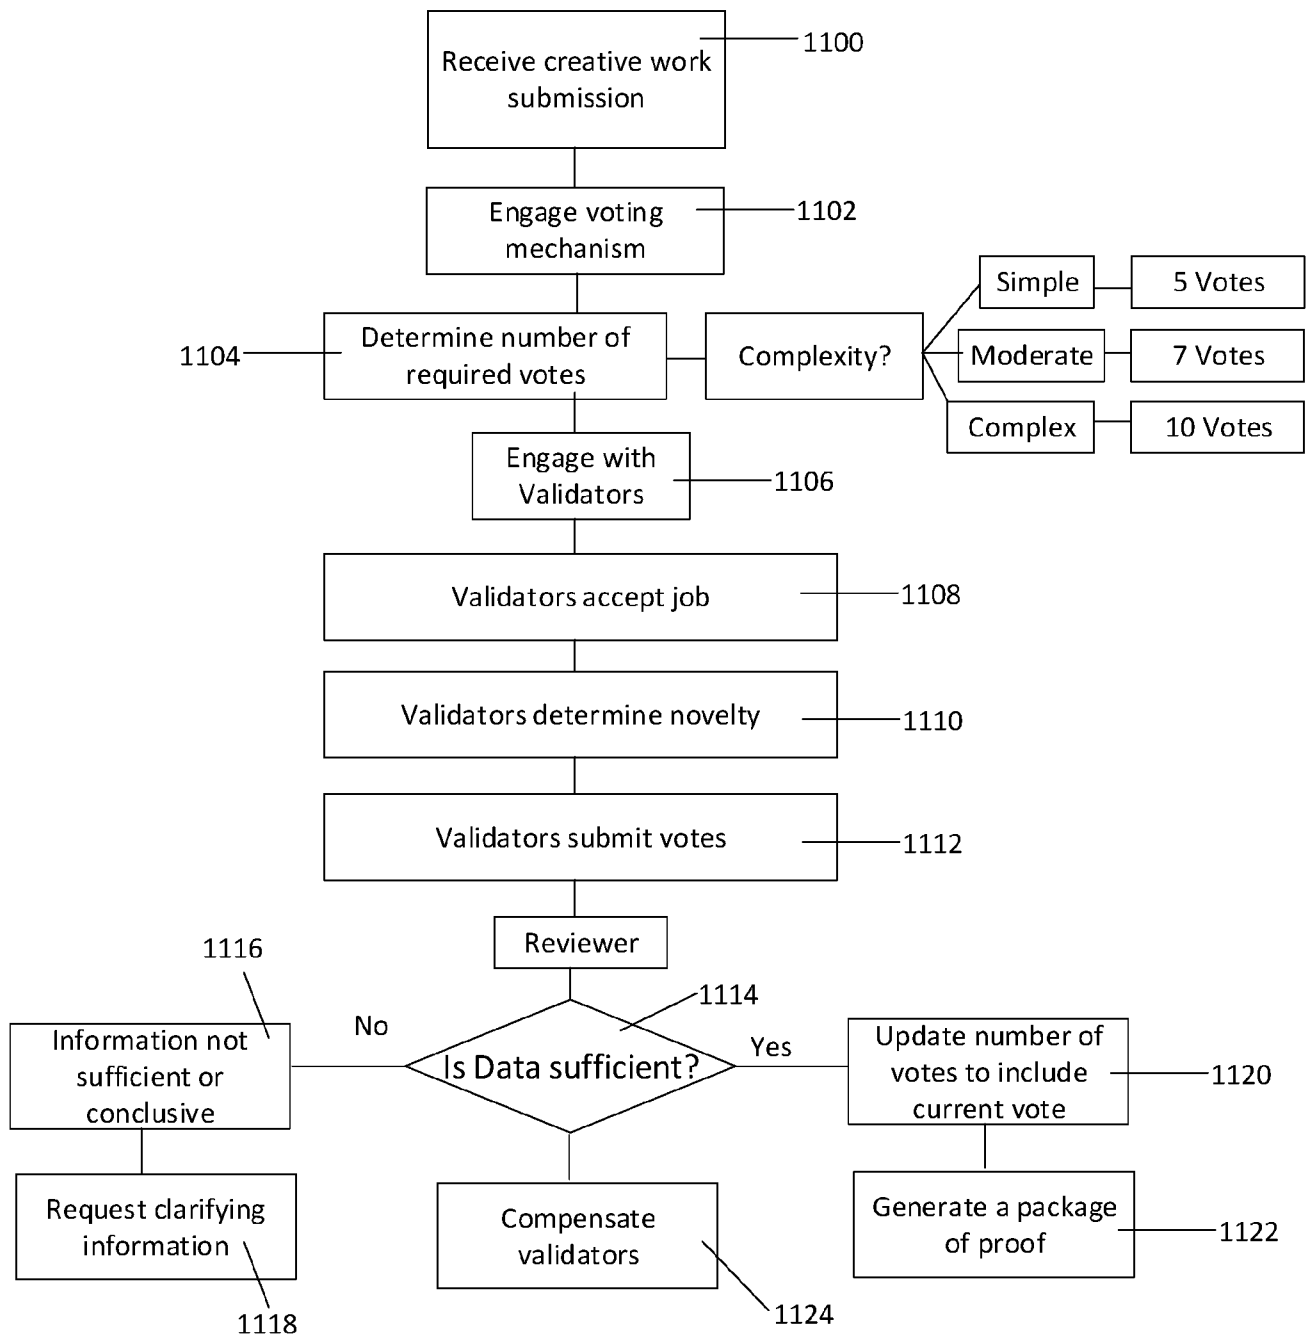 Receive creative work
submission
1100
Engage voting
mechanism
1102
1104
Determine number of
required votes
Complexity?
Simple
5 Votes
Moderate
7 Votes
Complex
10 Votes
Engage with
Validators
1106
Validators accept job
1108
Validators determine novelty
1110
Validators submit votes
1112
Reviewer
1116
1114
Is Data sufficient?
No
Yes
Information not
sufficient or
conclusive
Update number of
votes to include
current vote
1120
Request clarifying
information
1118
Compensate
validators
1124
Generate a package
of proof
1122